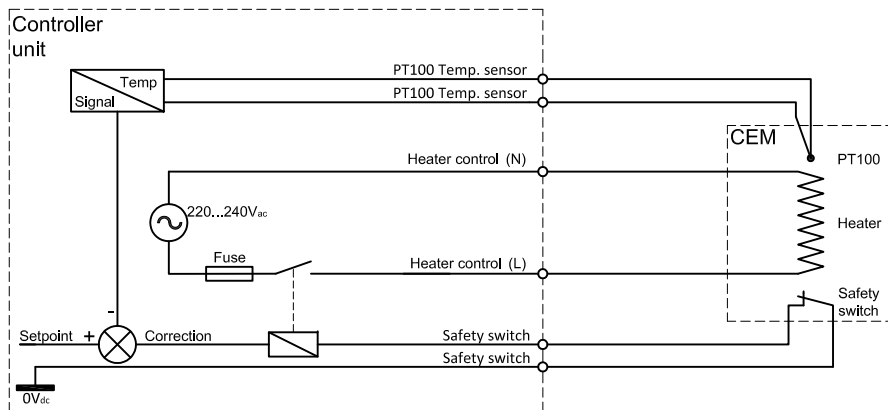 Controller
unit
Temp
Signal
PT100 Temp. sensor
PT100 Temp. sensor
CEM
PT100
Heater control (N)
220...240Vac
Heater
Fuse
Heater control (L)
Safety
switch
-
Setpoint
+
Correction
Safety switch
Safety switch
0Vdc